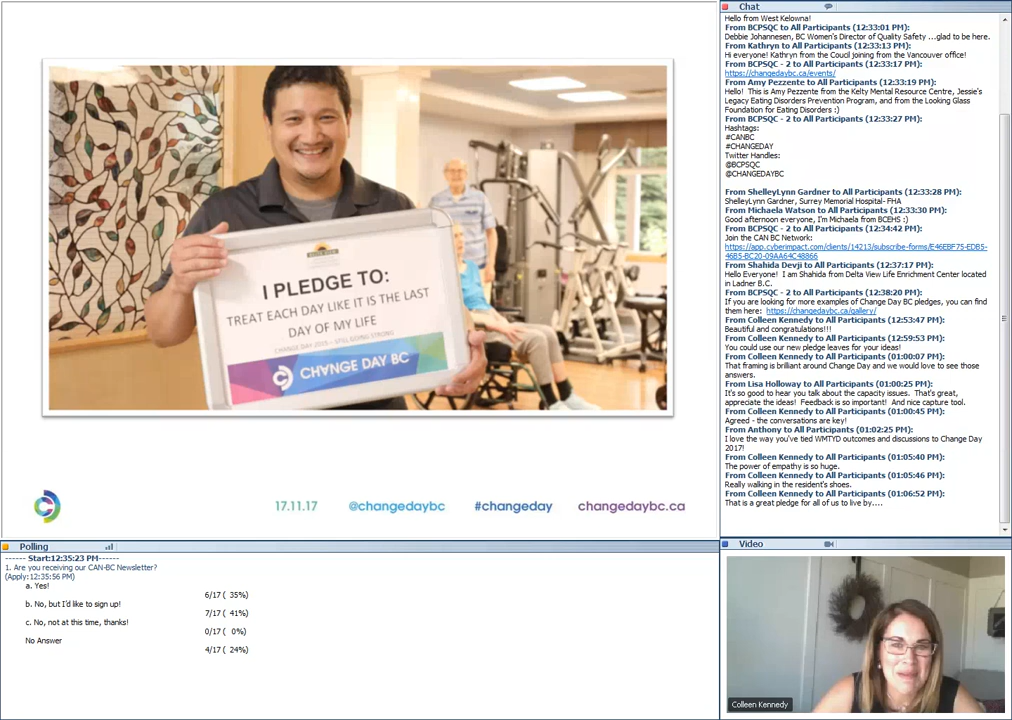 I PLEDGE TO:
TREAT EACH DAY LIKE IT IS THE LAST
DAY OF MY LIFE
CHANGE DAY 2015 – STILL GOING STRONG
CHANGE DAY BC
17.11.17
@changedaybc
#changeday
changedaybc.ca
Chat
Hello from West Kelowna!
From BCPSQC to All Participants (12:33:01 PM):
Debbie Johannesen, BC Women's Director of Quality Safety ...glad to be here.
From Kathryn to All Participants (12:33:13 PM):
Hi everyone! Kathryn from the Coucil joining from the Vancouver office!
From BCPSQC - 2 to All Participants (12:33:17 PM):
https://changedaybc.ca/events/
From Amy Pezzente to All Participants (12:33:19 PM):
Hello!  This is Amy Pezzente from the Kelty Mental Resource Centre, Jessie's
Legacy Eating Disorders Prevention Program, and from the Looking Glass
Foundation for Eating Disorders :)
From BCPSQC - 2 to All Participants (12:33:27 PM):
Hashtags:
#CANBC
#CHANGEDAY
Twitter Handles:
@BCPSQC
@CHANGEDAYBC
From ShelleyLynn Gardner to All Participants (12:33:28 PM):
ShelleyLynn Gardner, Surrey Memorial Hospital- FHA
From Michaela Watson to All Participants (12:33:30 PM):
Good afternoon everyone, I'm Michaela from BCEHS :)
From BCPSQC - 2 to All Participants (12:34:42 PM):
Join the CAN BC Network:
https://app.cyberimpact.com/clients/14213/subscribe-forms/E46EBF75-EDB5-
46B5-BC20-09AA64C48866
From Shahida Devji to All Participants (12:37:17 PM):
Hello Everyone!  I am Shahida from Delta View Life Enrichment Center located
in Ladner B.C.
From BCPSQC - 2 to All Participants (12:38:20 PM):
If you are looking for more examples of Change Day BC pledges, you can find
them here:  https://changedaybc.ca/gallery/
From Colleen Kennedy to All Participants (12:53:47 PM):
Beautiful and congratulations!!!
From Colleen Kennedy to All Participants (12:59:53 PM):
You could use our new pledge leaves for your ideas!
From Colleen Kennedy to All Participants (01:00:07 PM):
That framing is brilliant around Change Day and we would love to see those
answers.
From Lisa Holloway to All Participants (01:00:25 PM):
It's so good to hear you talk about the capacity issues.  That's great,
appreciate the ideas!  Feedback is so important!  And nice capture tool.
From Colleen Kennedy to All Participants (01:00:45 PM):
Agreed - the conversations are key!
From Anthony to All Participants (01:02:25 PM):
I love the way you've tied WMTYD outcomes and discussions to Change Day
2017!
From Colleen Kennedy to All Participants (01:05:40 PM):
The power of empathy is so huge.
From Colleen Kennedy to All Participants (01:05:46 PM):
Really walking in the resident's shoes.
From Colleen Kennedy to All Participants (01:06:52 PM):
That is a great pledge for all of us to live by....
Polling
------ Start:12:35:23 PM------
1. Are you receiving our CAN-BC Newsletter?
(Apply:12:35:56 PM)
a. Yes!
6/17 ( 35%)
b. No, but I'd like to sign up!
7/17 ( 41%)
c. No, not at this time, thanks!
0/17 ( 0%)
No Answer
4/17 ( 24%)
Video
Colleen Kennedy